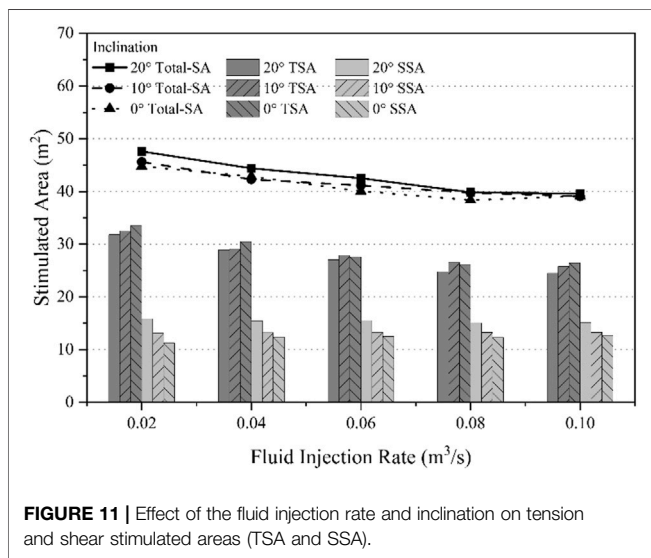 70
60
50
40
30
20
10
0
Stimulated Area (m²)
Inclination
20° Total-SA 20° TSA 20° SSA
10° Total-SA 10° TSA 10° SSA
0° Total-SA 0° TSA 0° SSA
0.02 0.04 0.06 0.08 0.10
Fluid Injection Rate (m³/s)
FIGURE 11 | Effect of the fluid injection rate and inclination on tension
and shear stimulated areas (TSA and SSA).